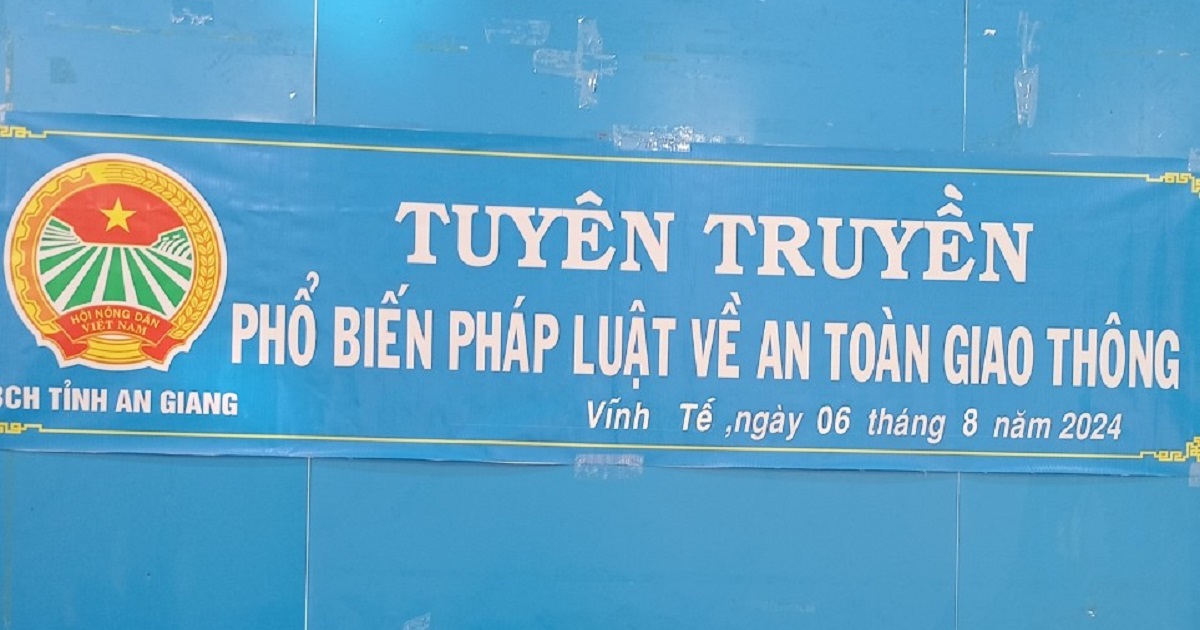 TUYÊN TRUYỀN
PHỔ BIẾN PHÁP LUẬT VỀ AN TOÀN GIAO THÔNG
Vĩnh Tế ,ngày 06 tháng 8 năm 2024
HỘI NÔNG DÂN
VIỆT NAM
BCH TỈNH AN GIANG